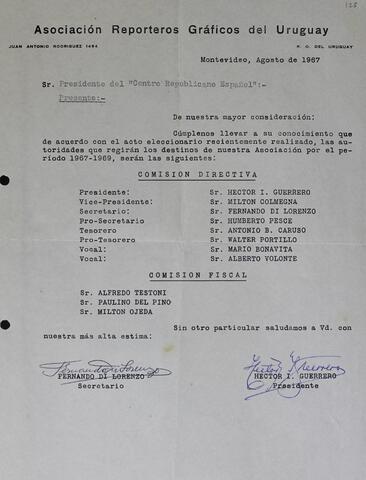 125
Asociación Reporteros Gráficos del Uruguay
JUAN ANTONIO RODRIGUEZ 1464 R. O. DEL URUGUAY
Montevideo, Agosto de 1967
Sr. Presidente del "Centro Republicano Español":-
Presente:-
De nuestra mayor consideración:
Cúmplenos llevar a su conocimiento que
de acuerdo con el acto eleccionario recientemente realizado, las au-
toridades que regirán los destinos de nuestra Asociación por el pe-
ríodo 1967-1969, serán las siguientes:
COMISION DIRECTIVA
Presidente: Sr. HECTOR I. GUERRERO
Vice-Presidente: Sr. MILTON COLMEGNA
Secretario: Sr. FERNANDO DI LORENZO
Pro-Secretario Sr. HUMBERTO PESCE
Tesorero Sr. ANTONIO B. CARUSO
Pro-Tesorero Sr. WALTER PORTILLO
Vocal: Sr. MARIO BONAVITA
Vocal: Sr. ALBERTO VOLONTE
COMISION FISCAL
Sr. ALFREDO TESTONI
Sr. PAULINO DEL PINO
Sr. MILTON OJEDA
Sin otro particular saludamos a Vd. con
nuestra más alta estima:
Fernando di Lorenzo Hector I. Guerrero
FERNANDO DI LORENZO HECTOR I. GUERRERO
Secretario Presidente